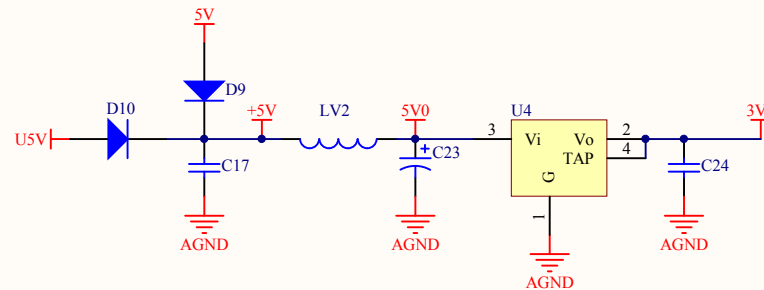 5V
D9
D10
U5V
+5V
LV2
5V0
+
C23
C17
U4
3
Vi
Vo
2
TAP
4
G
1
3V
C24
AGND
AGND
AGND
AGND